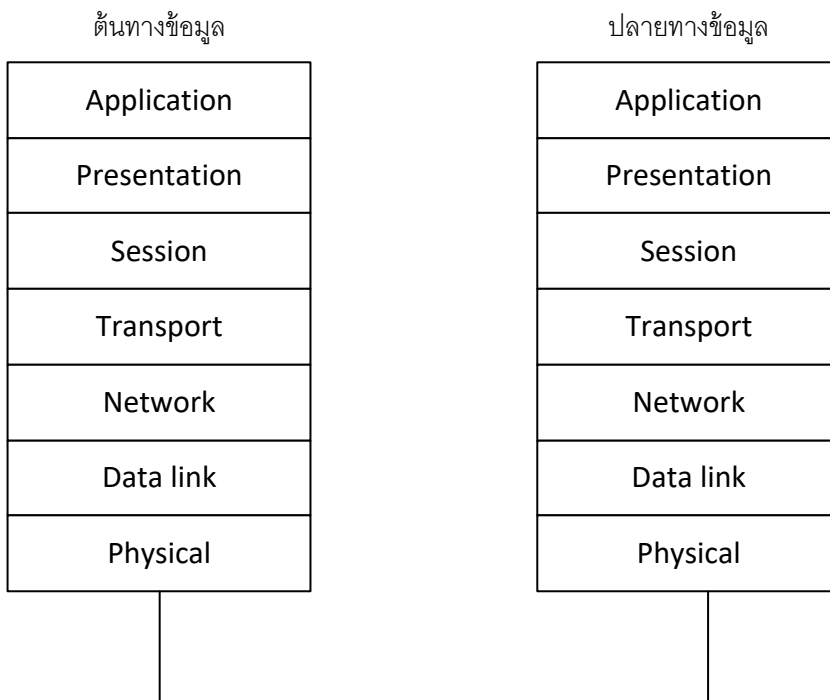 ต้นทางข้อมูล
Application
Presentation
Session
Transport
Network
Data link
Physical
ปลายทางข้อมูล
Application
Presentation
Session
Transport
Network
Data link
Physical